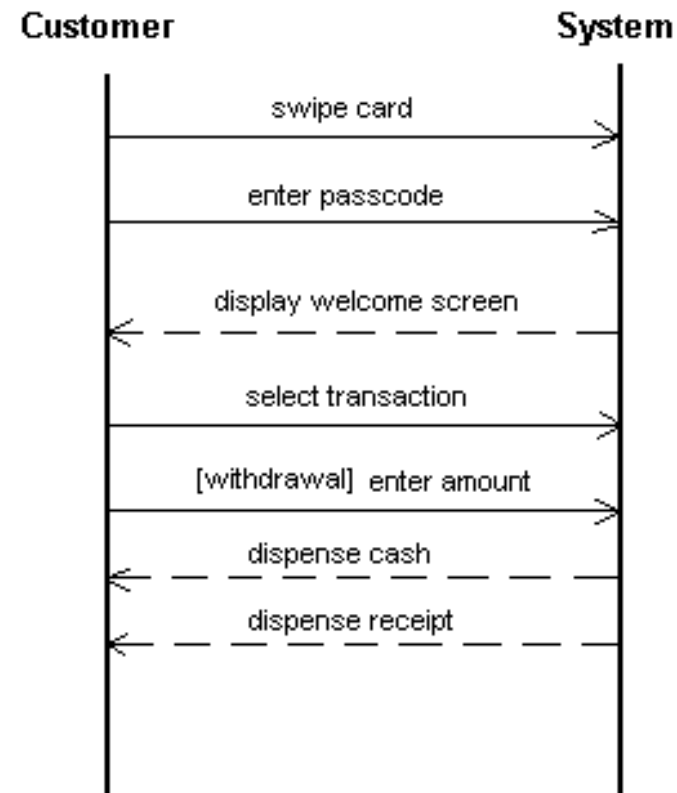 Customer System
swipe card
enter passcode
display welcome screen
select transaction
[withdrawal] enter amount
dispense cash
dispense receipt